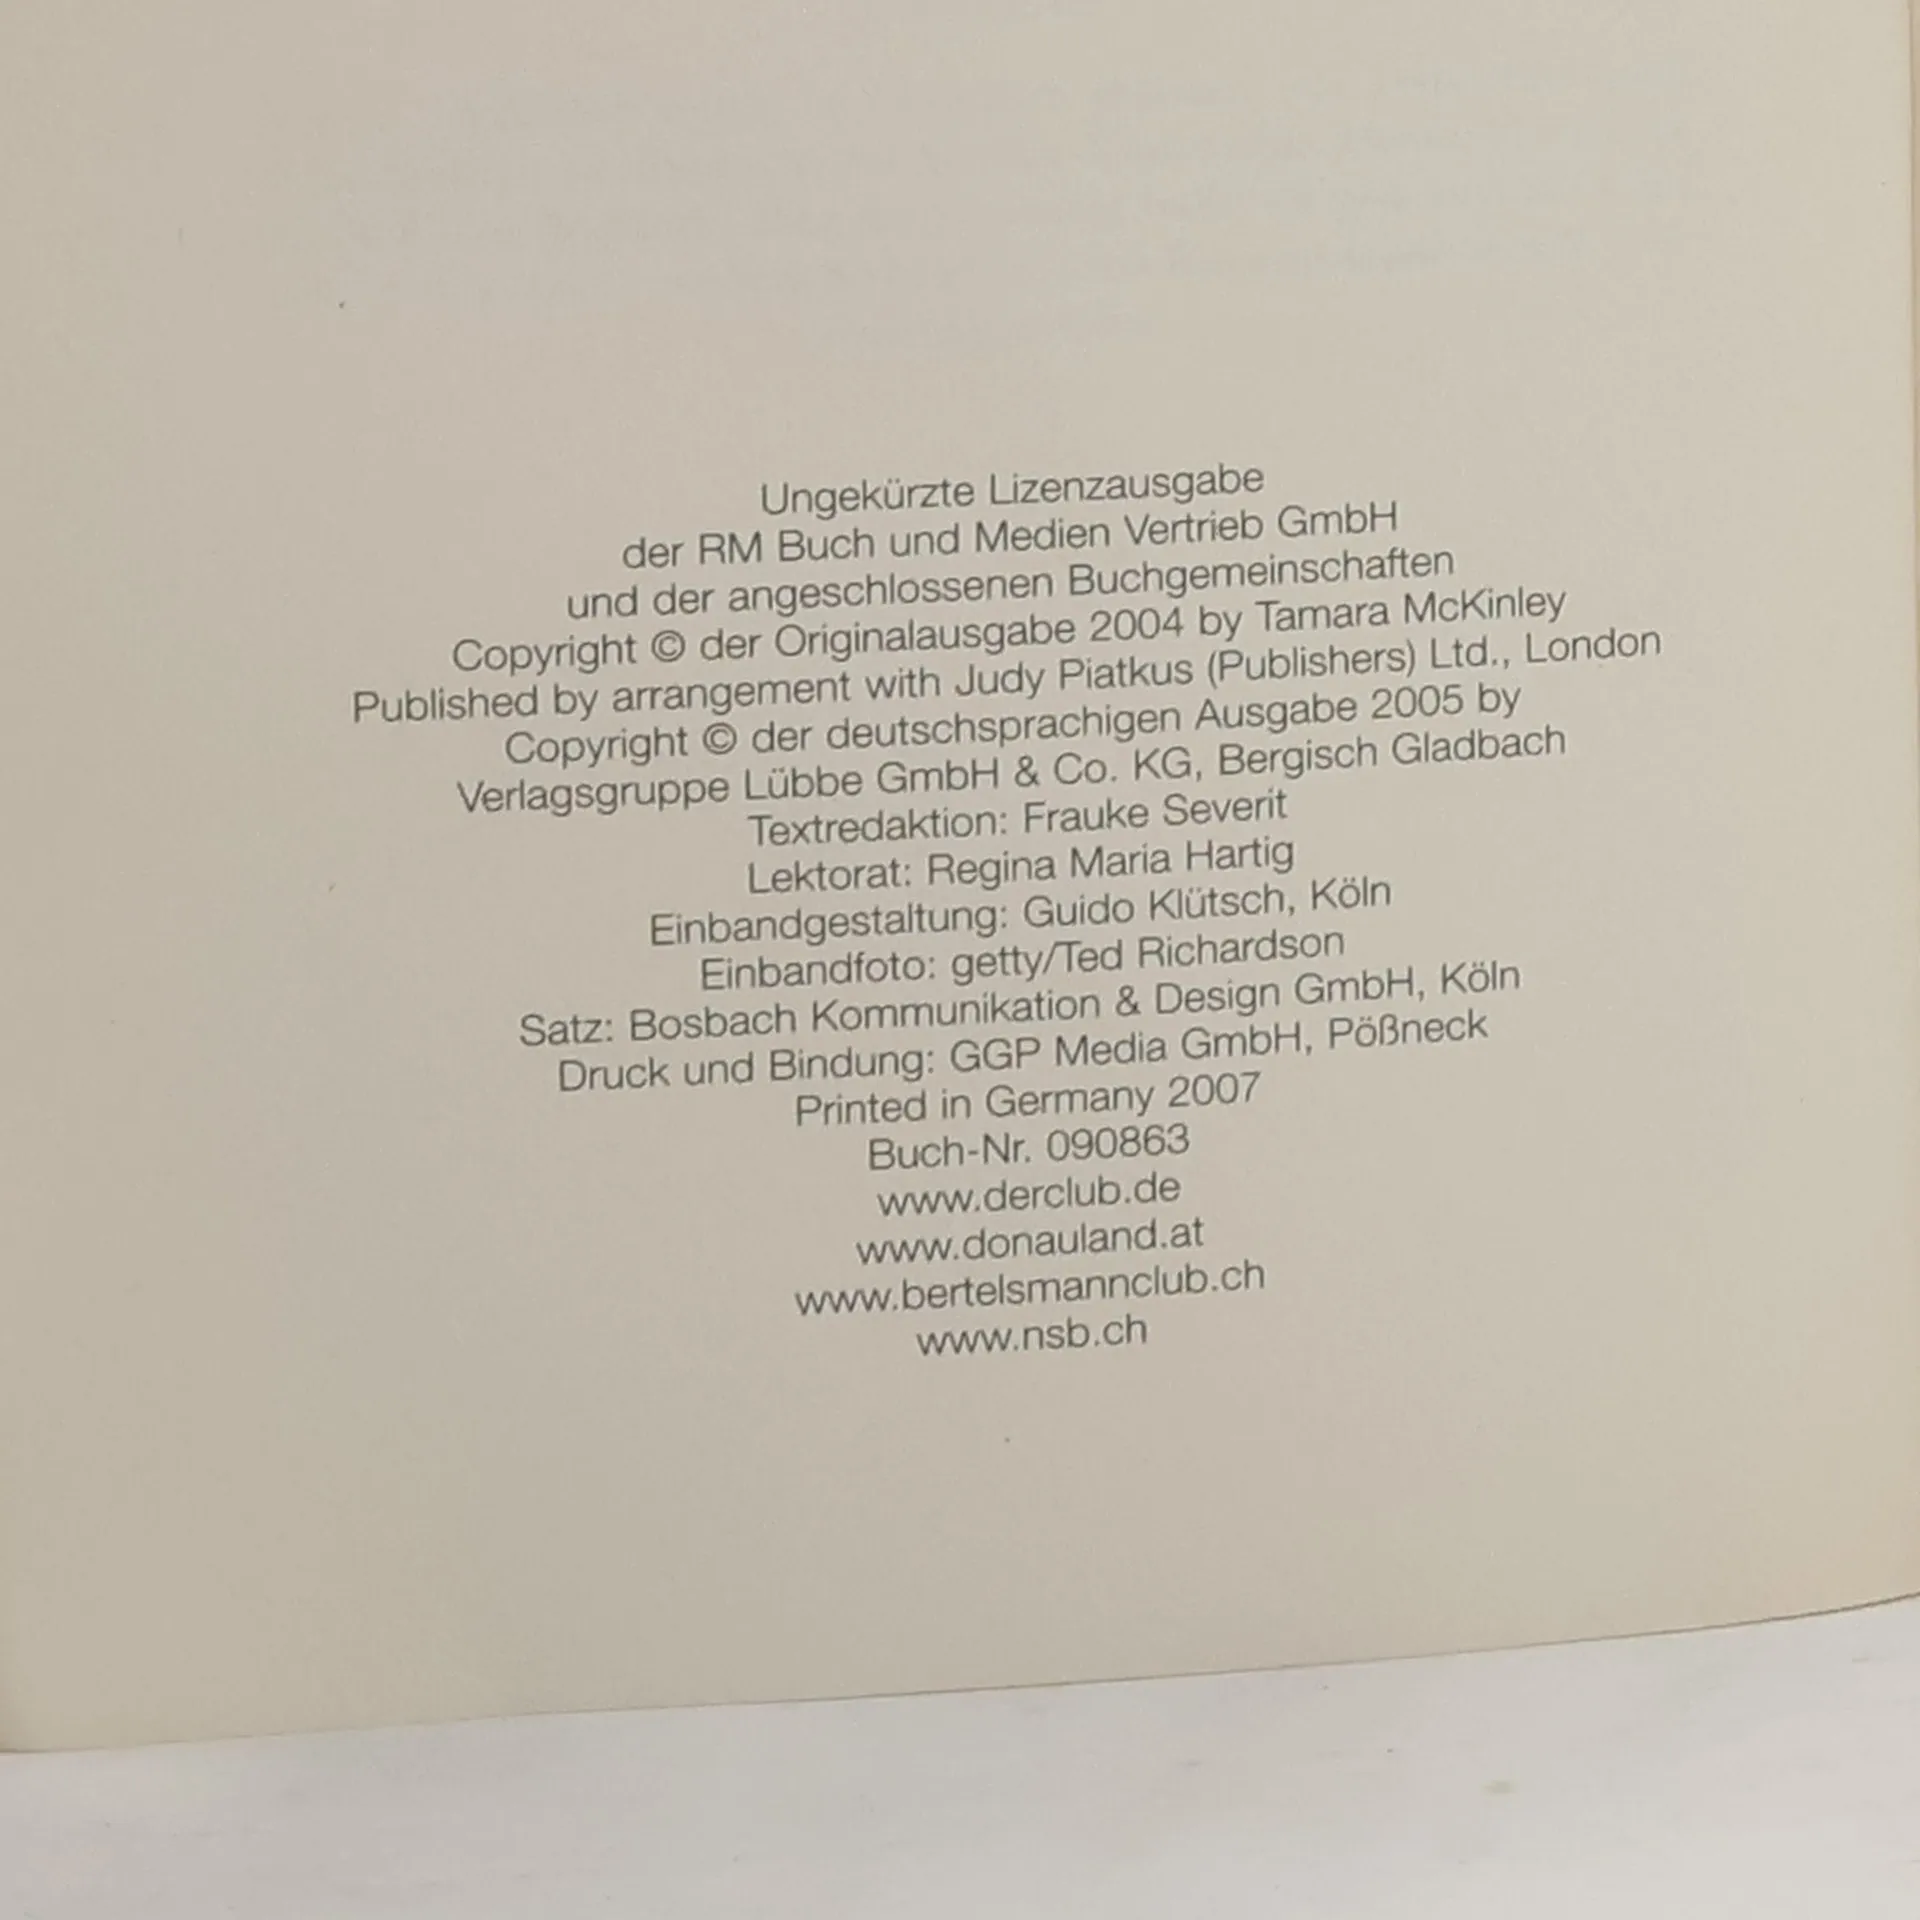 Ungekürzte Lizenzausgabe
der RM Buch und Medien Vertrieb GmbH
und der angeschlossenen Buchgemeinschaften
Copyright © der Originalausgabe 2004 by Tamara McKinley
Published by arrangement with Judy Piatkus (Publishers) Ltd., London
Copyright © der deutschsprachigen Ausgabe 2005 by
Verlagsgruppe Lübbe GmbH & Co. KG, Bergisch Gladbach
Textredaktion: Frauke Severit
Lektorat: Regina Maria Hartig
Einbandgestaltung: Guido Klütsch, Köln
Einbandfoto: getty/Ted Richardson
Satz: Bosbach Kommunikation & Design GmbH, Köln
Druck und Bindung: GGP Media GmbH, Pößneck
Printed in Germany 2007
Buch-Nr. 090863
www.derclub.de
www.donauland.at
www.bertelsmannclub.ch
www.nsb.ch